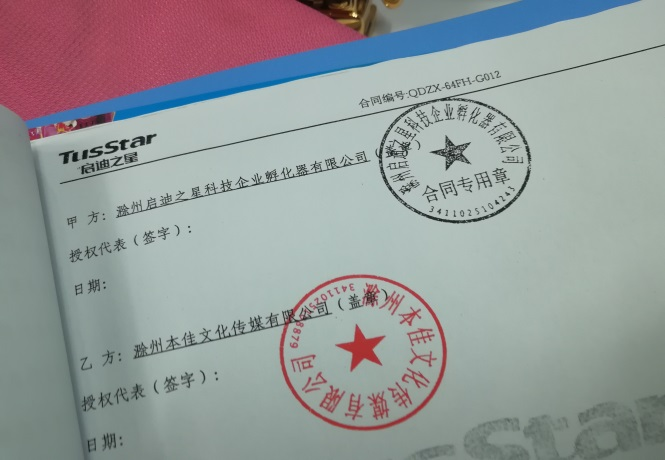 合同编号:QDZX-64FH-G012
TusStar
启迪之星
甲 方: 滁州启迪之星科技企业孵化器有限公司
滁州启迪之星科技企业孵化器有限公司
合同专用章
3411025104243
授权代表(签字):
日期:
乙 方: 滁州本佳文化传媒有限公司(盖章)
滁州本佳文化传媒有限公司
授权代表(签字):
日期: